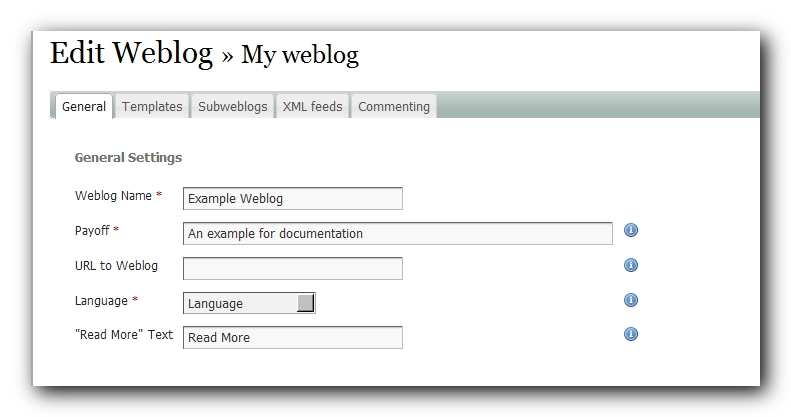 Edit Weblog » My weblog
General Templates Subweblogs XML feeds Commenting
General Settings
Weblog Name * Example Weblog
Payoff * An example for documentation
URL to Weblog
Language * Language
"Read More" Text Read More